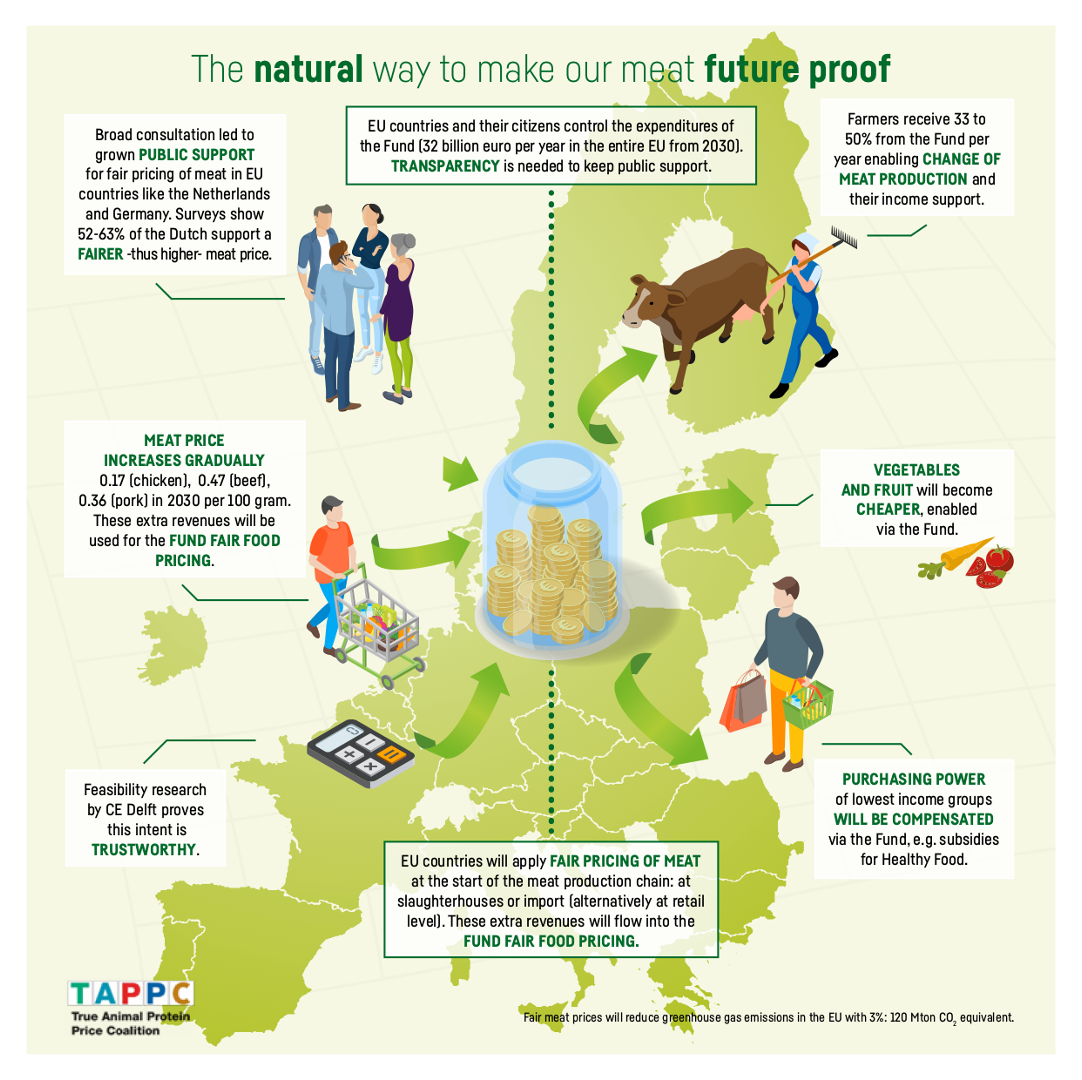 The natural way to make our meat future proof
Broad consultation led to
grown PUBLIC SUPPORT
for fair pricing of meat in EU
countries like the Netherlands
and Germany. Surveys show
52-63% of the Dutch support a
FAIRER -thus higher- meat price.
EU countries and their citizens control the expenditures of
the Fund (32 billion euro per year in the entire EU from 2030).
TRANSPARENCY is needed to keep public support.
Farmers receive 33 to
50% from the Fund per
year enabling CHANGE OF
MEAT PRODUCTION and
their income support.
MEAT PRICE
INCREASES GRADUALLY
0.17 (chicken), 0.47 (beef),
0.36 (pork) in 2030 per 100 gram.
These extra revenues will be
used for the FUND FAIR FOOD
PRICING.
VEGETABLES
AND FRUIT will become
CHEAPER, enabled
via the Fund.
Feasibility research
by CE Delft proves
this intent is
TRUSTWORTHY.
PURCHASING POWER
of lowest income groups
WILL BE COMPENSATED
via the Fund, e.g. subsidies
for Healthy Food.
EU countries will apply FAIR PRICING OF MEAT
at the start of the meat production chain: at
slaughterhouses or import (alternatively at retail
level). These extra revenues will flow into the
FUND FAIR FOOD PRICING.
TAPPC
True Animal Protein
Price Coalition
Fair meat prices will reduce greenhouse gas emissions in the EU with 3%: 120 Mton CO₂ equivalent.